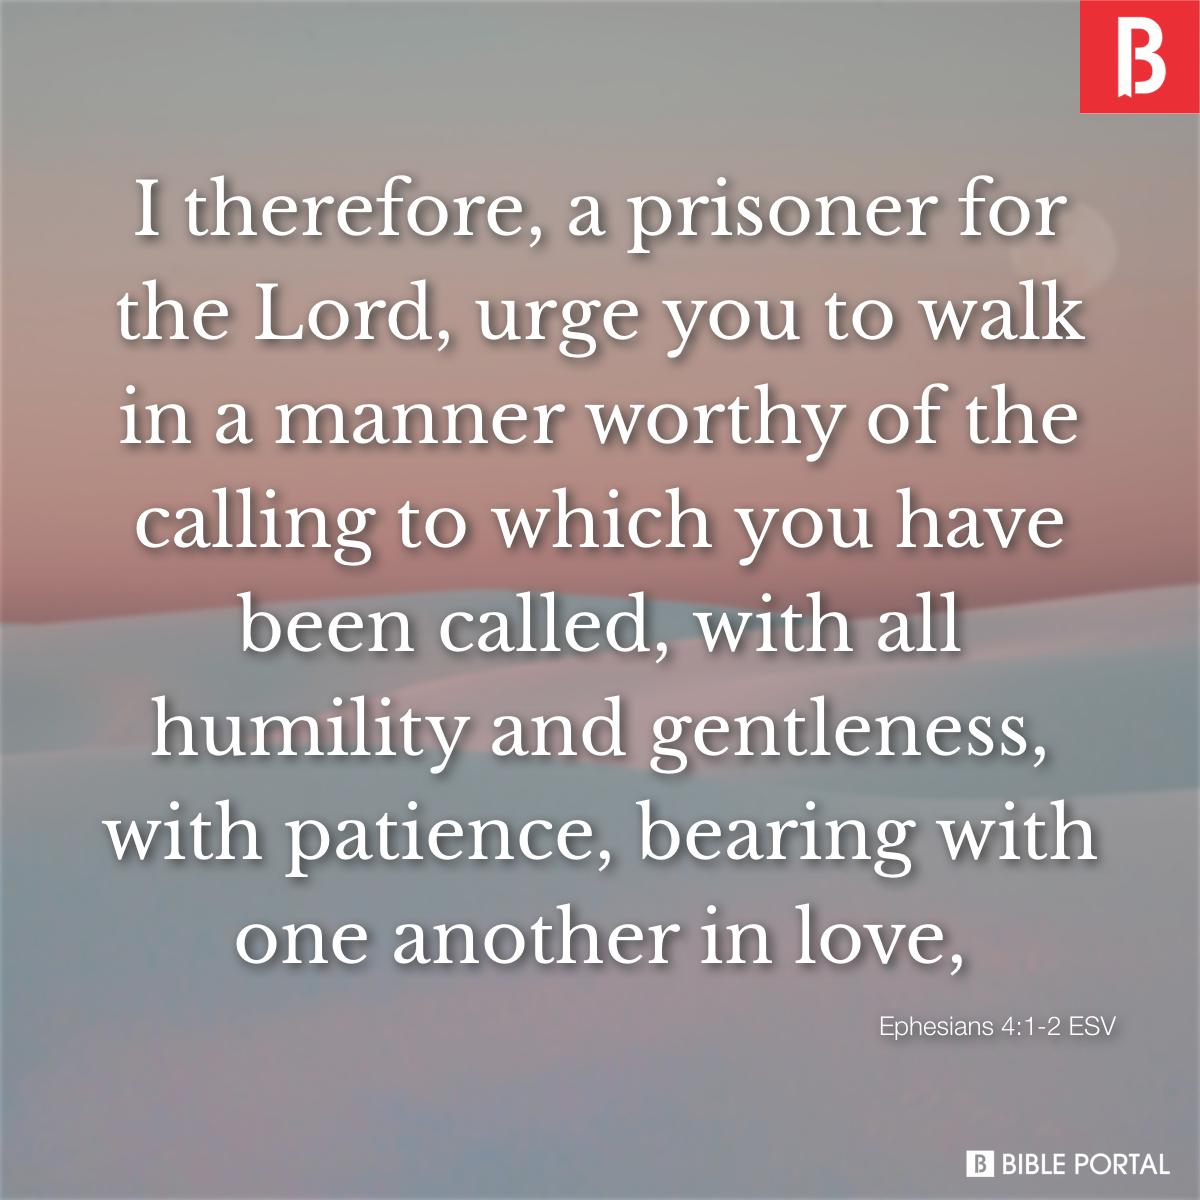 B
I therefore, a prisoner for
the Lord, urge you to walk
in a manner worthy of the
calling to which you have
been called, with all
humility and gentleness,
with patience, bearing with
one another in love,
Ephesians 4:1-2 ESV
B BIBLE PORTAL